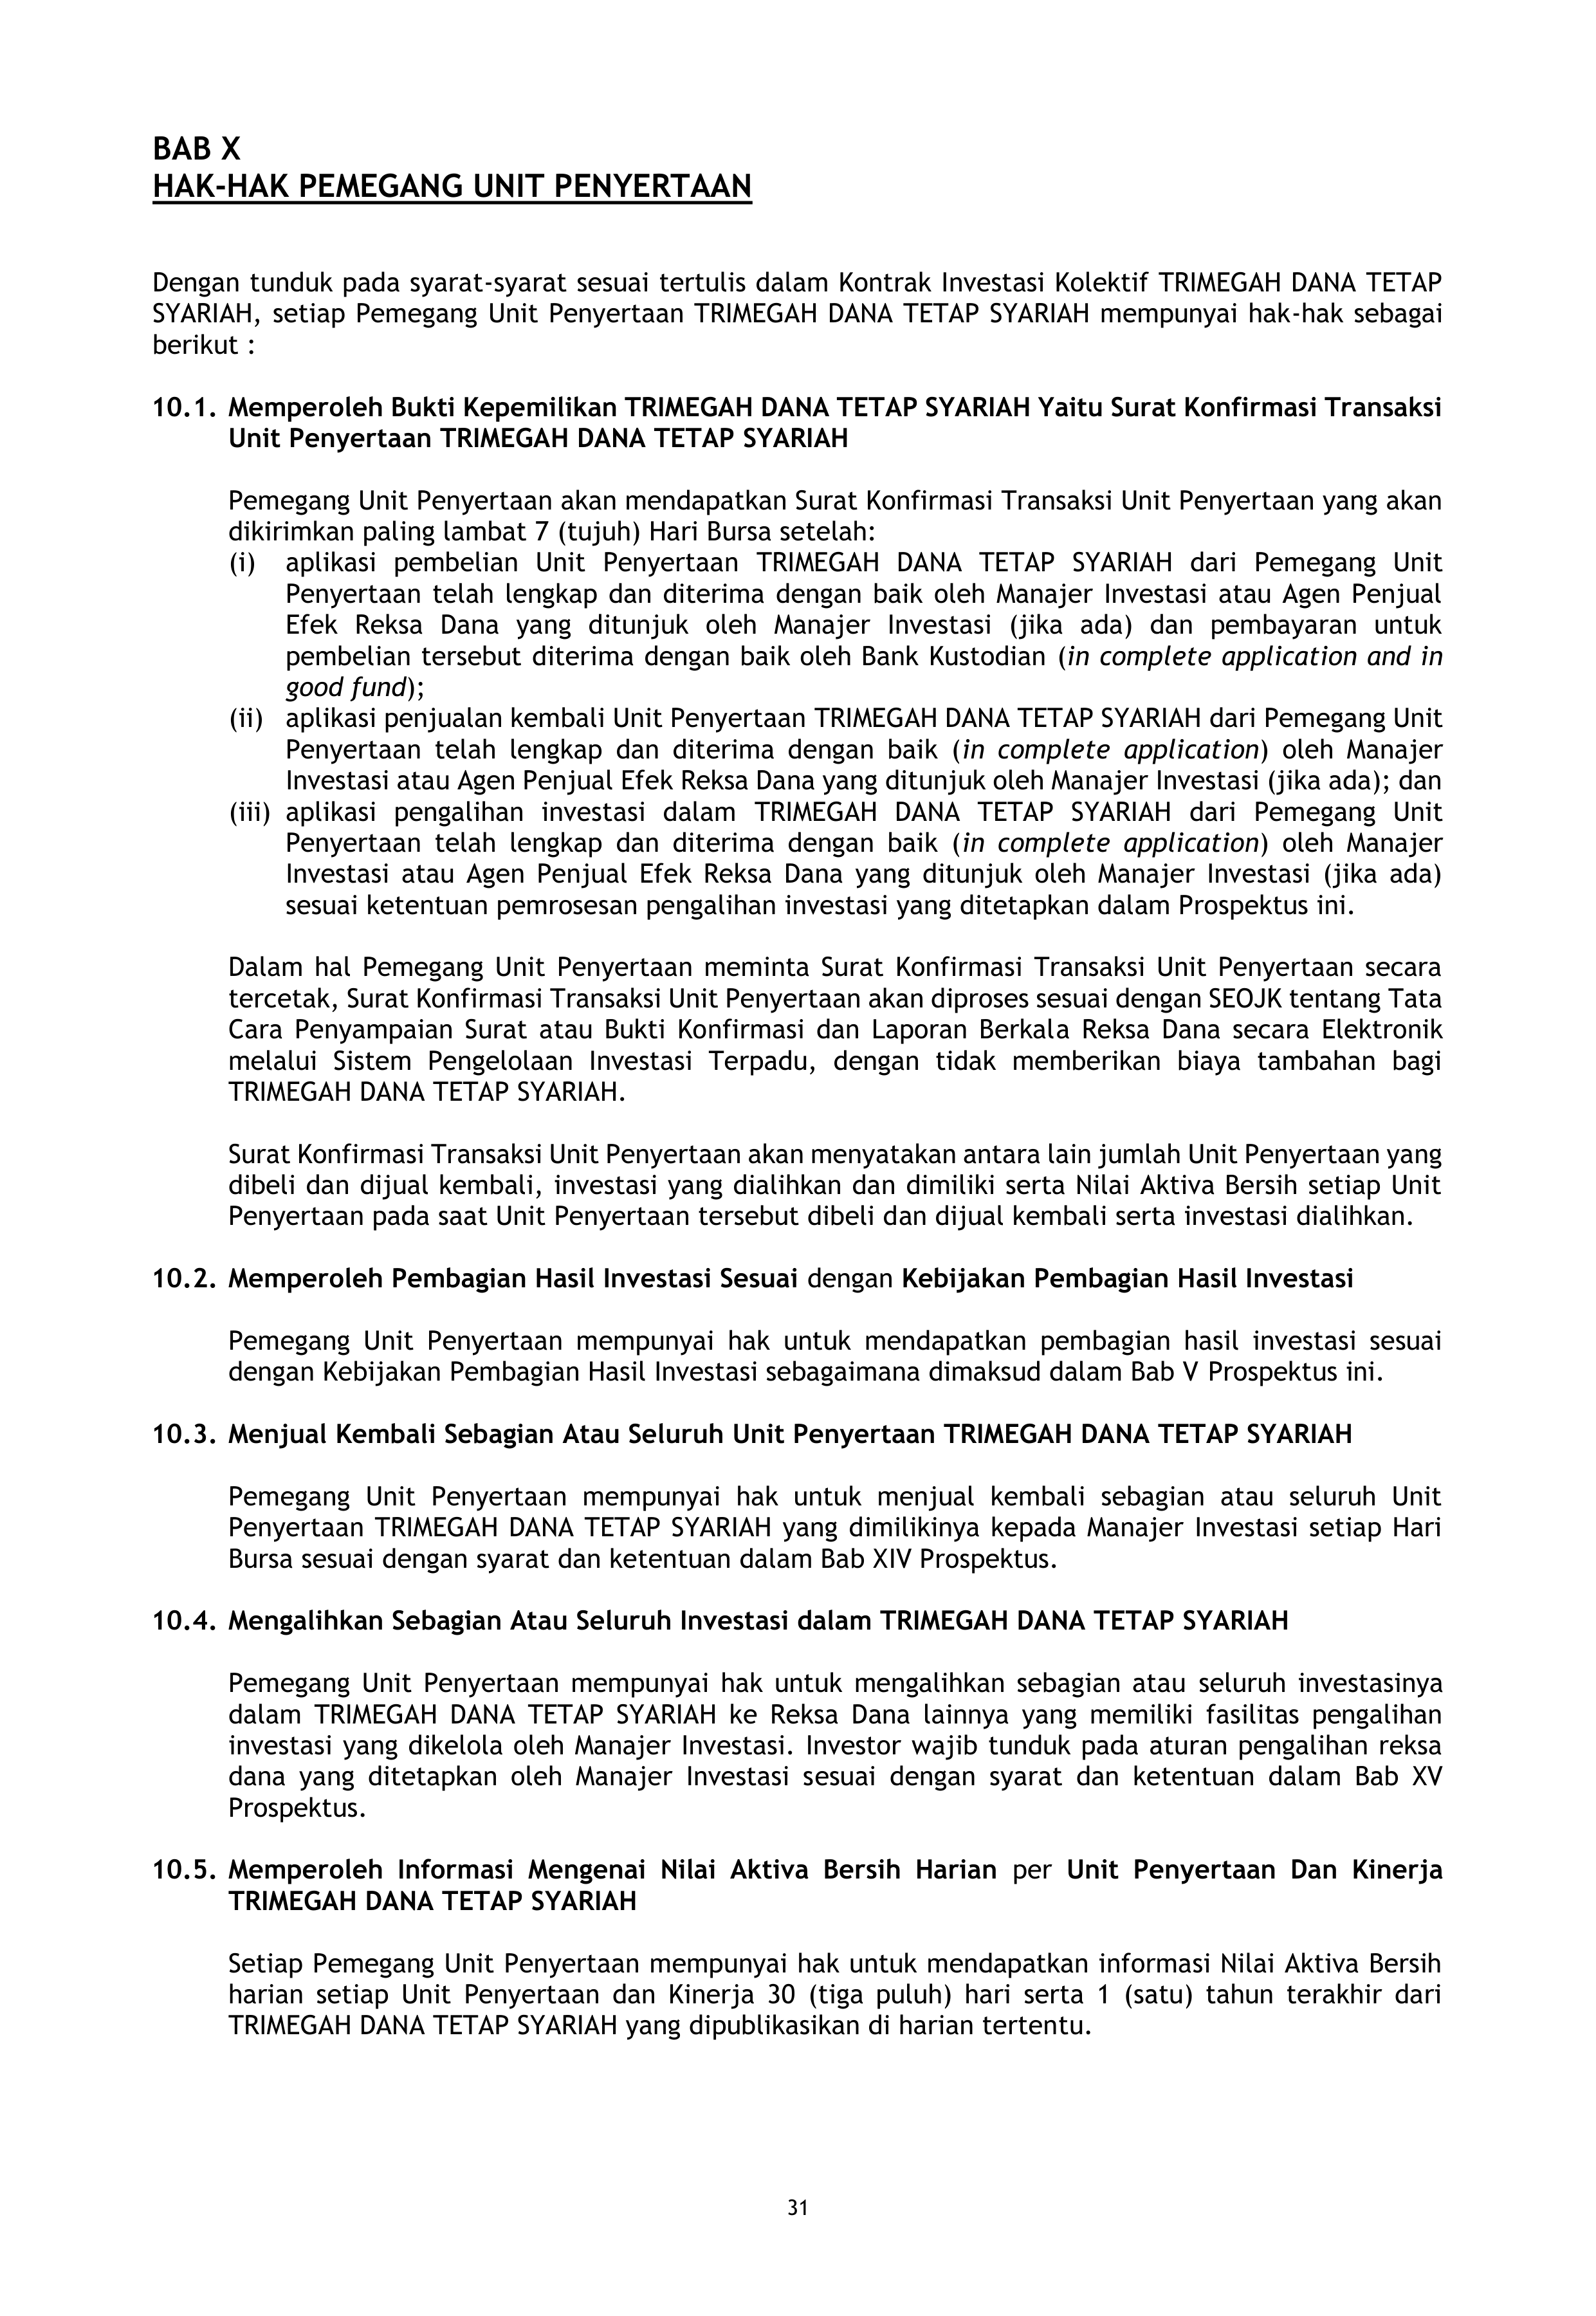 BAB X
HAK-HAK PEMEGANG UNIT PENYERTAAN
Dengan tunduk pada syarat-syarat sesuai tertulis dalam Kontrak Investasi Kolektif TRIMEGAH DANA TETAP
SYARIAH, setiap Pemegang Unit Penyertaan TRIMEGAH DANA TETAP SYARIAH mempunyai hak-hak sebagai
berikut :
10.1. Memperoleh Bukti Kepemilikan TRIMEGAH DANA TETAP SYARIAH Yaitu Surat Konfirmasi Transaksi
Unit Penyertaan TRIMEGAH DANA TETAP SYARIAH
Pemegang Unit Penyertaan akan mendapatkan Surat Konfirmasi Transaksi Unit Penyertaan yang akan
dikirimkan paling lambat 7 (tujuh) Hari Bursa setelah:
(i) aplikasi pembelian Unit Penyertaan TRIMEGAH DANA TETAP SYARIAH dari Pemegang Unit
Penyertaan telah lengkap dan diterima dengan baik oleh Manajer Investasi atau Agen Penjual
Efek Reksa Dana yang ditunjuk oleh Manajer Investasi (jika ada) dan pembayaran untuk
pembelian tersebut diterima dengan baik oleh Bank Kustodian (in complete application and in
good fund);
(ii) aplikasi penjualan kembali Unit Penyertaan TRIMEGAH DANA TETAP SYARIAH dari Pemegang Unit
Penyertaan telah lengkap dan diterima dengan baik (in complete application) oleh Manajer
Investasi atau Agen Penjual Efek Reksa Dana yang ditunjuk oleh Manajer Investasi (jika ada); dan
(iii) aplikasi pengalihan investasi dalam TRIMEGAH DANA TETAP SYARIAH dari Pemegang Unit
Penyertaan telah lengkap dan diterima dengan baik (in complete application) oleh Manajer
Investasi atau Agen Penjual Efek Reksa Dana yang ditunjuk oleh Manajer Investasi (jika ada)
sesuai ketentuan pemrosesan pengalihan investasi yang ditetapkan dalam Prospektus ini.
Dalam hal Pemegang Unit Penyertaan meminta Surat Konfirmasi Transaksi Unit Penyertaan secara
tercetak, Surat Konfirmasi Transaksi Unit Penyertaan akan diproses sesuai dengan SEOJK tentang Tata
Cara Penyampaian Surat atau Bukti Konfirmasi dan Laporan Berkala Reksa Dana secara Elektronik
melalui Sistem Pengelolaan Investasi Terpadu, dengan tidak memberikan biaya tambahan bagi
TRIMEGAH DANA TETAP SYARIAH.
Surat Konfirmasi Transaksi Unit Penyertaan akan menyatakan antara lain jumlah Unit Penyertaan yang
dibeli dan dijual kembali, investasi yang dialihkan dan dimiliki serta Nilai Aktiva Bersih setiap Unit
Penyertaan pada saat Unit Penyertaan tersebut dibeli dan dijual kembali serta investasi dialihkan.
10.2. Memperoleh Pembagian Hasil Investasi Sesuai dengan Kebijakan Pembagian Hasil Investasi
Pemegang Unit Penyertaan mempunyai hak untuk mendapatkan pembagian hasil investasi sesuai
dengan Kebijakan Pembagian Hasil Investasi sebagaimana dimaksud dalam Bab V Prospektus ini.
10.3. Menjual Kembali Sebagian Atau Seluruh Unit Penyertaan TRIMEGAH DANA TETAP SYARIAH
Pemegang Unit Penyertaan mempunyai hak untuk menjual kembali sebagian atau seluruh Unit
Penyertaan TRIMEGAH DANA TETAP SYARIAH yang dimilikinya kepada Manajer Investasi setiap Hari
Bursa sesuai dengan syarat dan ketentuan dalam Bab XIV Prospektus.
10.4. Mengalihkan Sebagian Atau Seluruh Investasi dalam TRIMEGAH DANA TETAP SYARIAH
Pemegang Unit Penyertaan mempunyai hak untuk mengalihkan sebagian atau seluruh investasinya
dalam TRIMEGAH DANA TETAP SYARIAH ke Reksa Dana lainnya yang memiliki fasilitas pengalihan
investasi yang dikelola oleh Manajer Investasi. Investor wajib tunduk pada aturan pengalihan reksa
dana yang ditetapkan oleh Manajer Investasi sesuai dengan syarat dan ketentuan dalam Bab XV
Prospektus.
10.5. Memperoleh Informasi Mengenai Nilai Aktiva Bersih Harian per Unit Penyertaan Dan Kinerja
TRIMEGAH DANA TETAP SYARIAH
Setiap Pemegang Unit Penyertaan mempunyai hak untuk mendapatkan informasi Nilai Aktiva Bersih
harian setiap Unit Penyertaan dan Kinerja 30 (tiga puluh) hari serta 1 (satu) tahun terakhir dari
TRIMEGAH DANA TETAP SYARIAH yang dipublikasikan di harian tertentu.
31